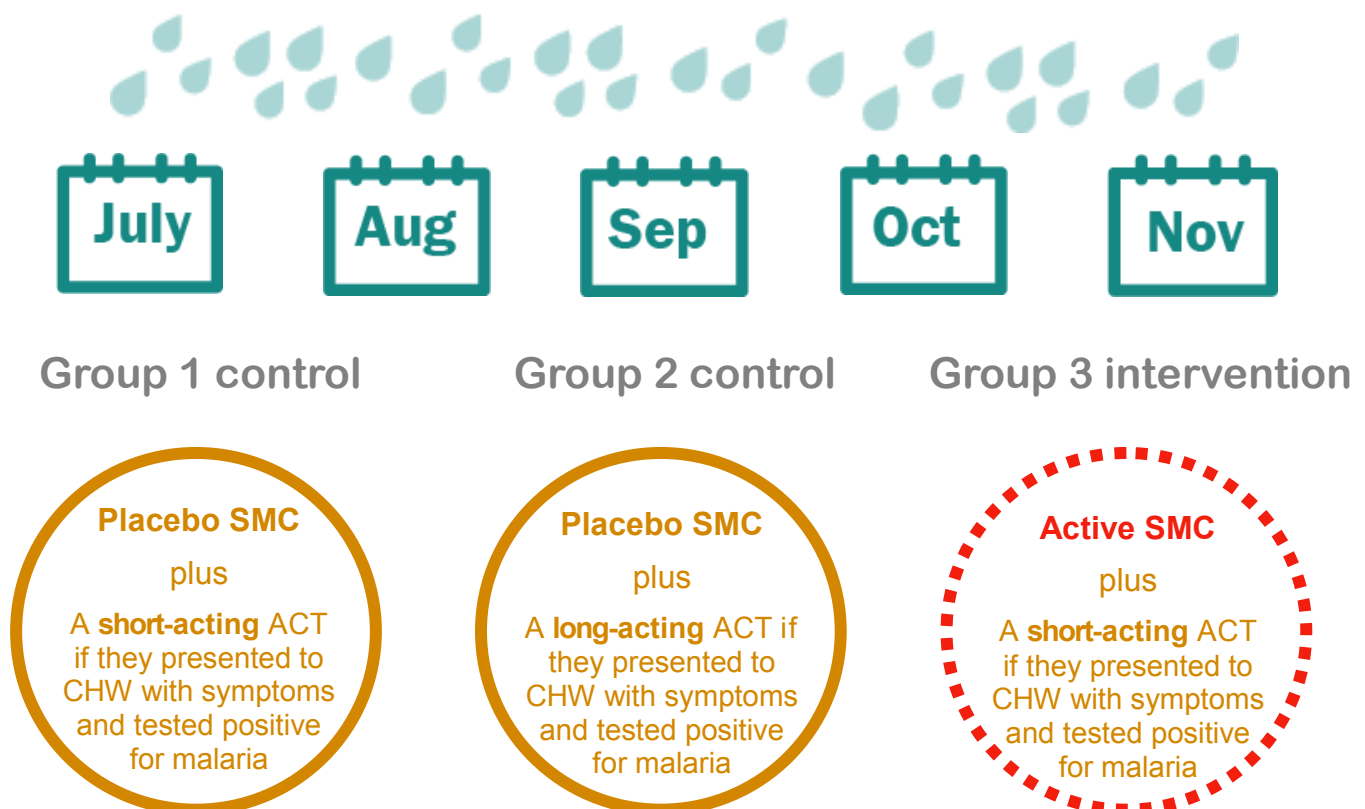 July
Aug
Sep
Oct
Nov
Group 1 control
Group 2 control
Group 3 intervention
Placebo SMC
plus
A short-acting ACT
if they presented to
CHW with symptoms
and tested positive
for malaria
Placebo SMC
plus
A long-acting ACT if
they presented to
CHW with symptoms
and tested positive
for malaria
Active SMC
plus
A short-acting ACT
if they presented to
CHW with symptoms
and tested positive
for malaria